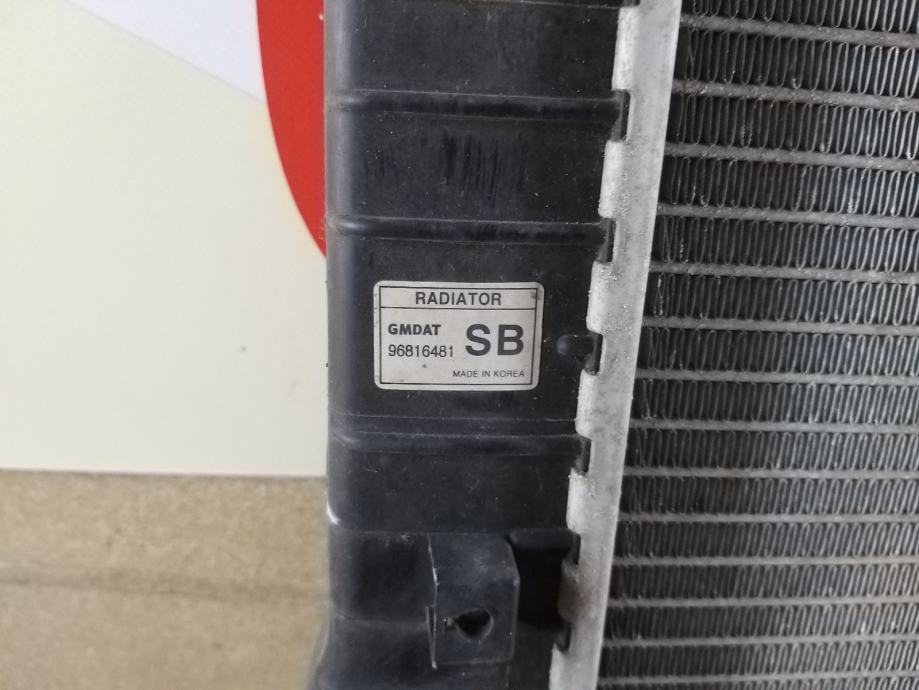 RADIATOR
GMDAT
96816481 SB
MADE IN KOREA